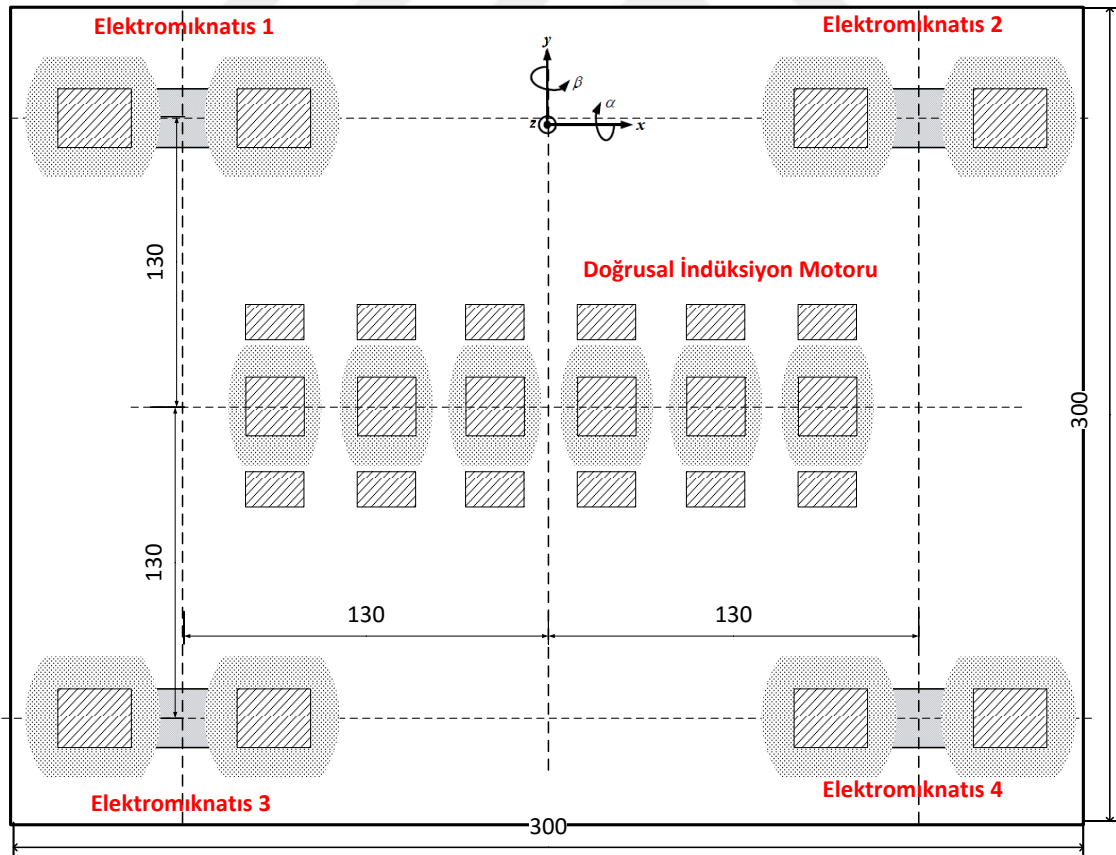 Elektromıknatıs 1
Elektromıknatıs 2
y
β
α
z
x
130
Doğrusal İndüksiyon Motoru
300
130
130
130
Elektromıknatıs 3
Elektromıknatıs 4
300